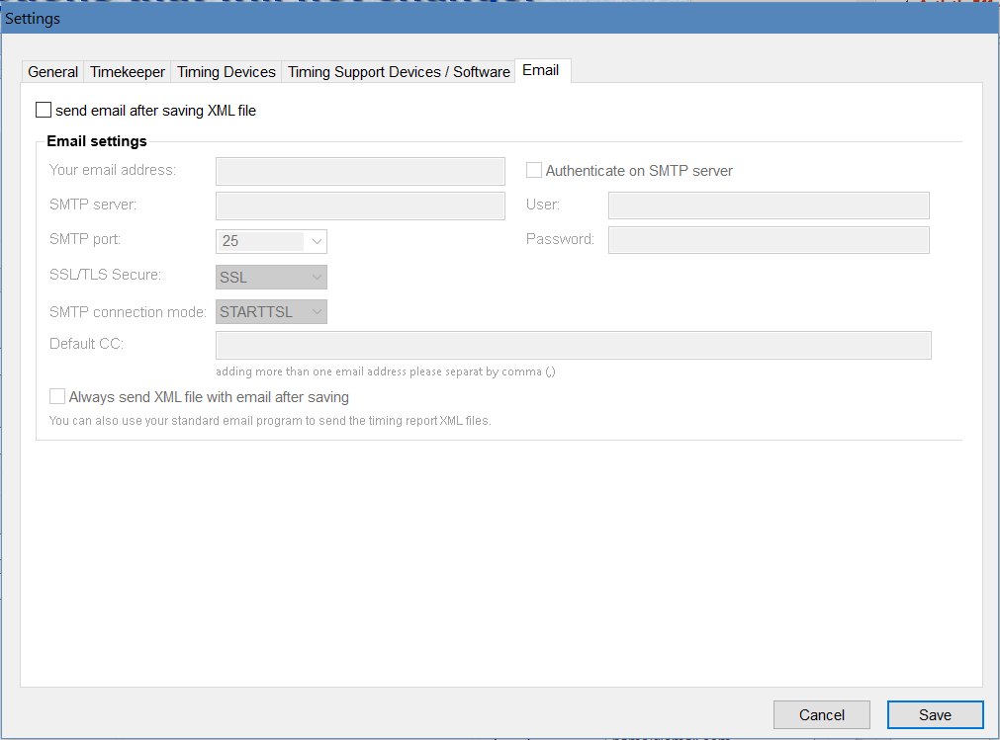 Settings
General Timekeeper Timing Devices Timing Support Devices / Software Email
send email after saving XML file
Email settings
Your email address:
Authenticate on SMTP server
SMTP server:
User:
SMTP port: 25
Password:
SSL/TLS Secure: SSL
SMTP connection mode: STARTTSL
Default CC:
adding more than one email address please separat by comma (,)
Always send XML file with email after saving
You can also use your standard email program to send the timing report XML files.
Cancel Save